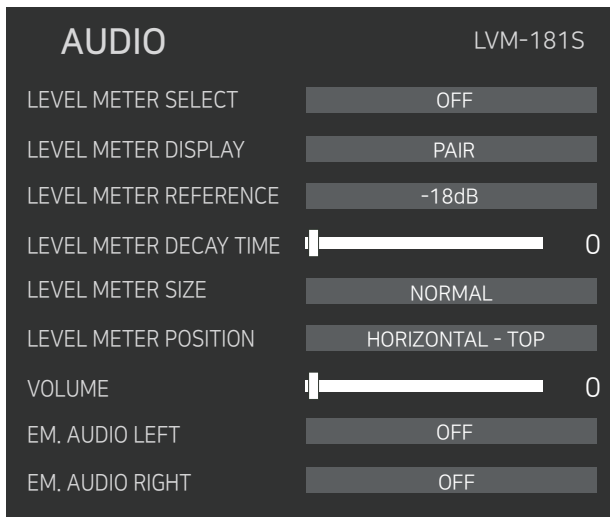 AUDIO LVM-181S
LEVEL METER SELECT OFF
LEVEL METER DISPLAY PAIR
LEVEL METER REFERENCE -18dB
LEVEL METER DECAY TIME 0
LEVEL METER SIZE NORMAL
LEVEL METER POSITION HORIZONTAL - TOP
VOLUME 0
EM. AUDIO LEFT OFF
EM. AUDIO RIGHT OFF